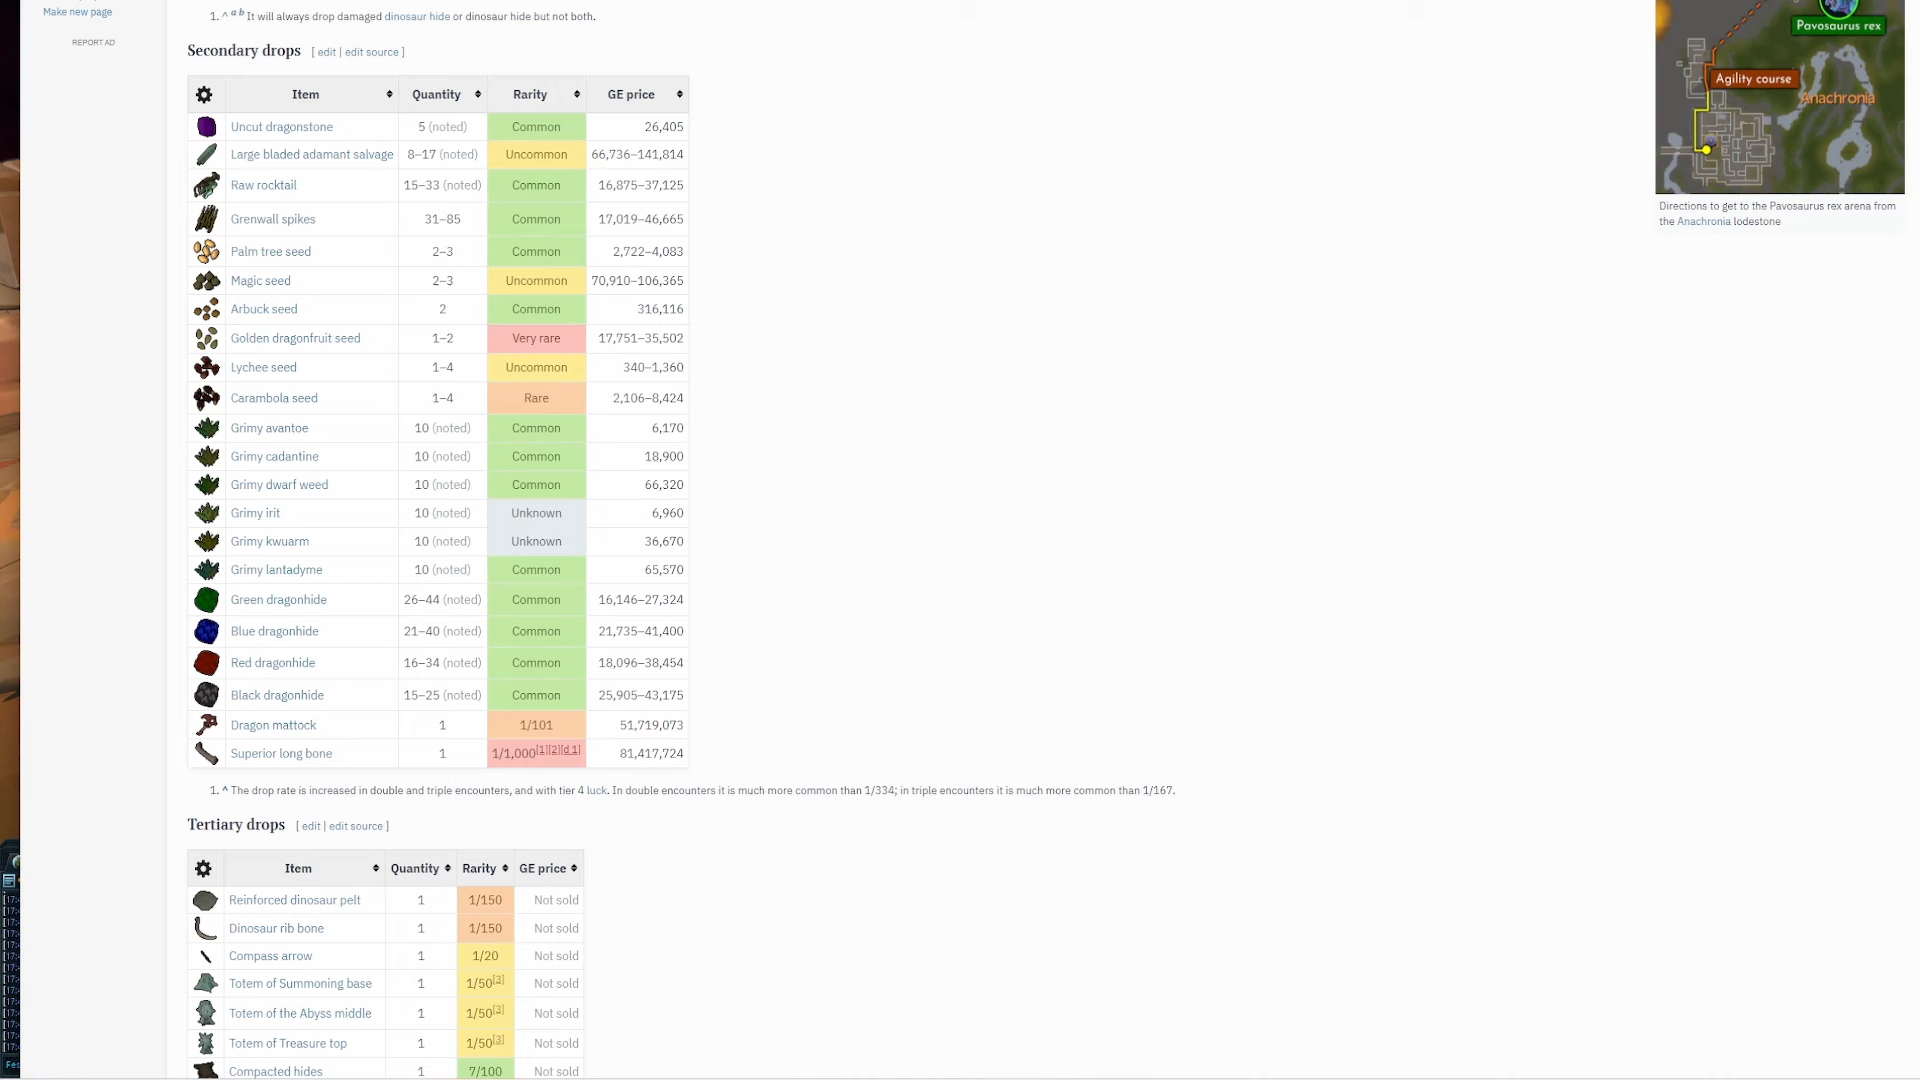 Make new page
REPORT AD
1. ^ a b It will always drop damaged dinosaur hide or dinosaur hide but not both.
Secondary drops [ edit | edit source ]
Item Quantity Rarity GE price
Uncut dragonstone 5 (noted) Common 26,405
Large bladed adamant salvage 8–17 (noted) Uncommon 66,736–141,814
Raw rocktail 15–33 (noted) Common 16,875–37,125
Grenwall spikes 31–85 Common 17,019–46,665
Palm tree seed 2–3 Common 2,722–4,083
Magic seed 2–3 Uncommon 70,910–106,365
Arbuck seed 2 Common 316,116
Golden dragonfruit seed 1–2 Very rare 17,751–35,502
Lychee seed 1–4 Uncommon 340–1,360
Carambola seed 1–4 Rare 2,106–8,424
Grimy avantoe 10 (noted) Common 6,170
Grimy cadantine 10 (noted) Common 18,900
Grimy dwarf weed 10 (noted) Common 66,320
Grimy irit 10 (noted) Unknown 6,960
Grimy kwuarm 10 (noted) Unknown 36,670
Grimy lantadyme 10 (noted) Common 65,570
Green dragonhide 26–44 (noted) Common 16,146–27,324
Blue dragonhide 21–40 (noted) Common 21,735–41,400
Red dragonhide 16–34 (noted) Common 18,096–38,454
Black dragonhide 15–25 (noted) Common 25,905–43,175
Dragon mattock 1 1/101 51,719,073
Superior long bone 1 1/1,000[1][2][d 1] 81,417,724
1. ^ The drop rate is increased in double and triple encounters, and with tier 4 luck. In double encounters it is much more common than 1/334; in triple encounters it is much more common than 1/167.
Tertiary drops [ edit | edit source ]
Item Quantity Rarity GE price
Reinforced dinosaur pelt 1 1/150 Not sold
Dinosaur rib bone 1 1/150 Not sold
Compass arrow 1 1/20 Not sold
Totem of Summoning base 1 1/50[3] Not sold
Totem of the Abyss middle 1 1/50[3] Not sold
Totem of Treasure top 1 1/50[3] Not sold
Compacted hides 1 7/100 Not sold
Pavosaurus rex
Agility course
Anachronia
Directions to get to the Pavosaurus rex arena from
the Anachronia lodestone